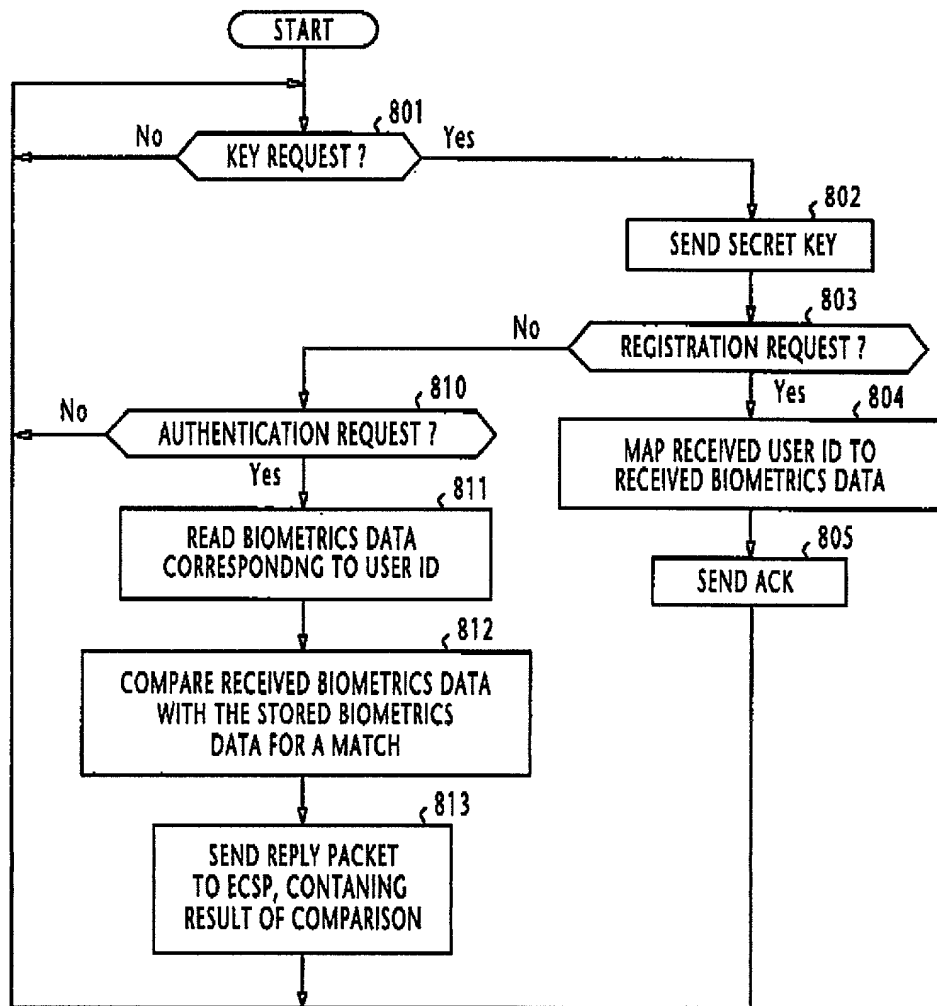 START
801
No
KEY REQUEST ?
Yes
802
SEND SECRET KEY
803
No
REGISTRATION REQUEST ?
Yes
810
No
AUTHENTICATION REQUEST ?
Yes
804
MAP RECEIVED USER ID TO
RECEIVED BIOMETRICS DATA
811
READ BIOMETRICS DATA
CORRESPONDNG TO USER ID
805
SEND ACK
812
COMPARE RECEIVED BIOMETRICS DATA
WITH THE STORED BIOMETRICS
DATA FOR A MATCH
813
SEND REPLY PACKET
TO ECSP, CONTANING
RESULT OF COMPARISON